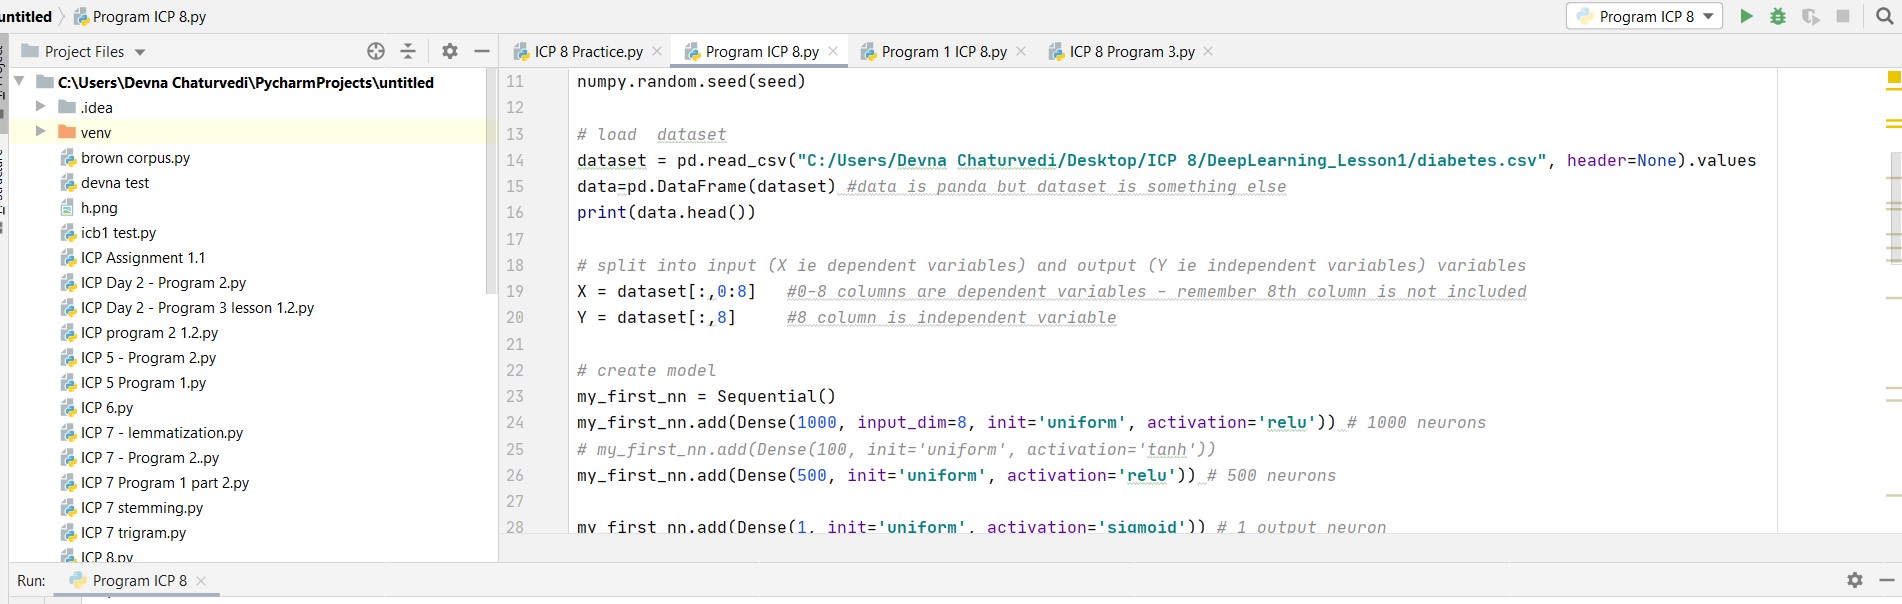 untitled Program ICP 8.py
Program ICP 8
Project Files
ICP 8 Practice.py Program ICP 8.py Program 1 ICP 8.py ICP 8 Program 3.py
C:\Users\Devna Chaturvedi\PycharmProjects\untitled
.idea
venv
brown corpus.py
devna test
h.png
icb1 test.py
ICP Assignment 1.1
ICP Day 2 - Program 2.py
ICP Day 2 - Program 3 lesson 1.2.py
ICP program 2 1.2.py
ICP 5 - Program 2.py
ICP 5 Program 1.py
ICP 6.py
ICP 7 - lemmatization.py
ICP 7 - Program 2..py
ICP 7 Program 1 part 2.py
ICP 7 stemming.py
ICP 7 trigram.py
ICP 8.py
11 numpy.random.seed(seed)
12
13 # load  dataset
14 dataset = pd.read_csv("C:/Users/Devna Chaturvedi/Desktop/ICP 8/DeepLearning_Lesson1/diabetes.csv", header=None).values
15 data=pd.DataFrame(dataset) #data is panda but dataset is something else
16 print(data.head())
17
18 # split into input (X ie dependent variables) and output (Y ie independent variables) variables
19 X = dataset[:,0:8]   #0-8 columns are dependent variables - remember 8th column is not included
20 Y = dataset[:,8]     #8 column is independent variable
21
22 # create model
23 my_first_nn = Sequential()
24 my_first_nn.add(Dense(1000, input_dim=8, init='uniform', activation='relu')) # 1000 neurons
25 # my_first_nn.add(Dense(100, init='uniform', activation='tanh'))
26 my_first_nn.add(Dense(500, init='uniform', activation='relu')) # 500 neurons
27
28 my_first_nn.add(Dense(1, init='uniform', activation='sigmoid')) # 1 output neuron
Run: Program ICP 8